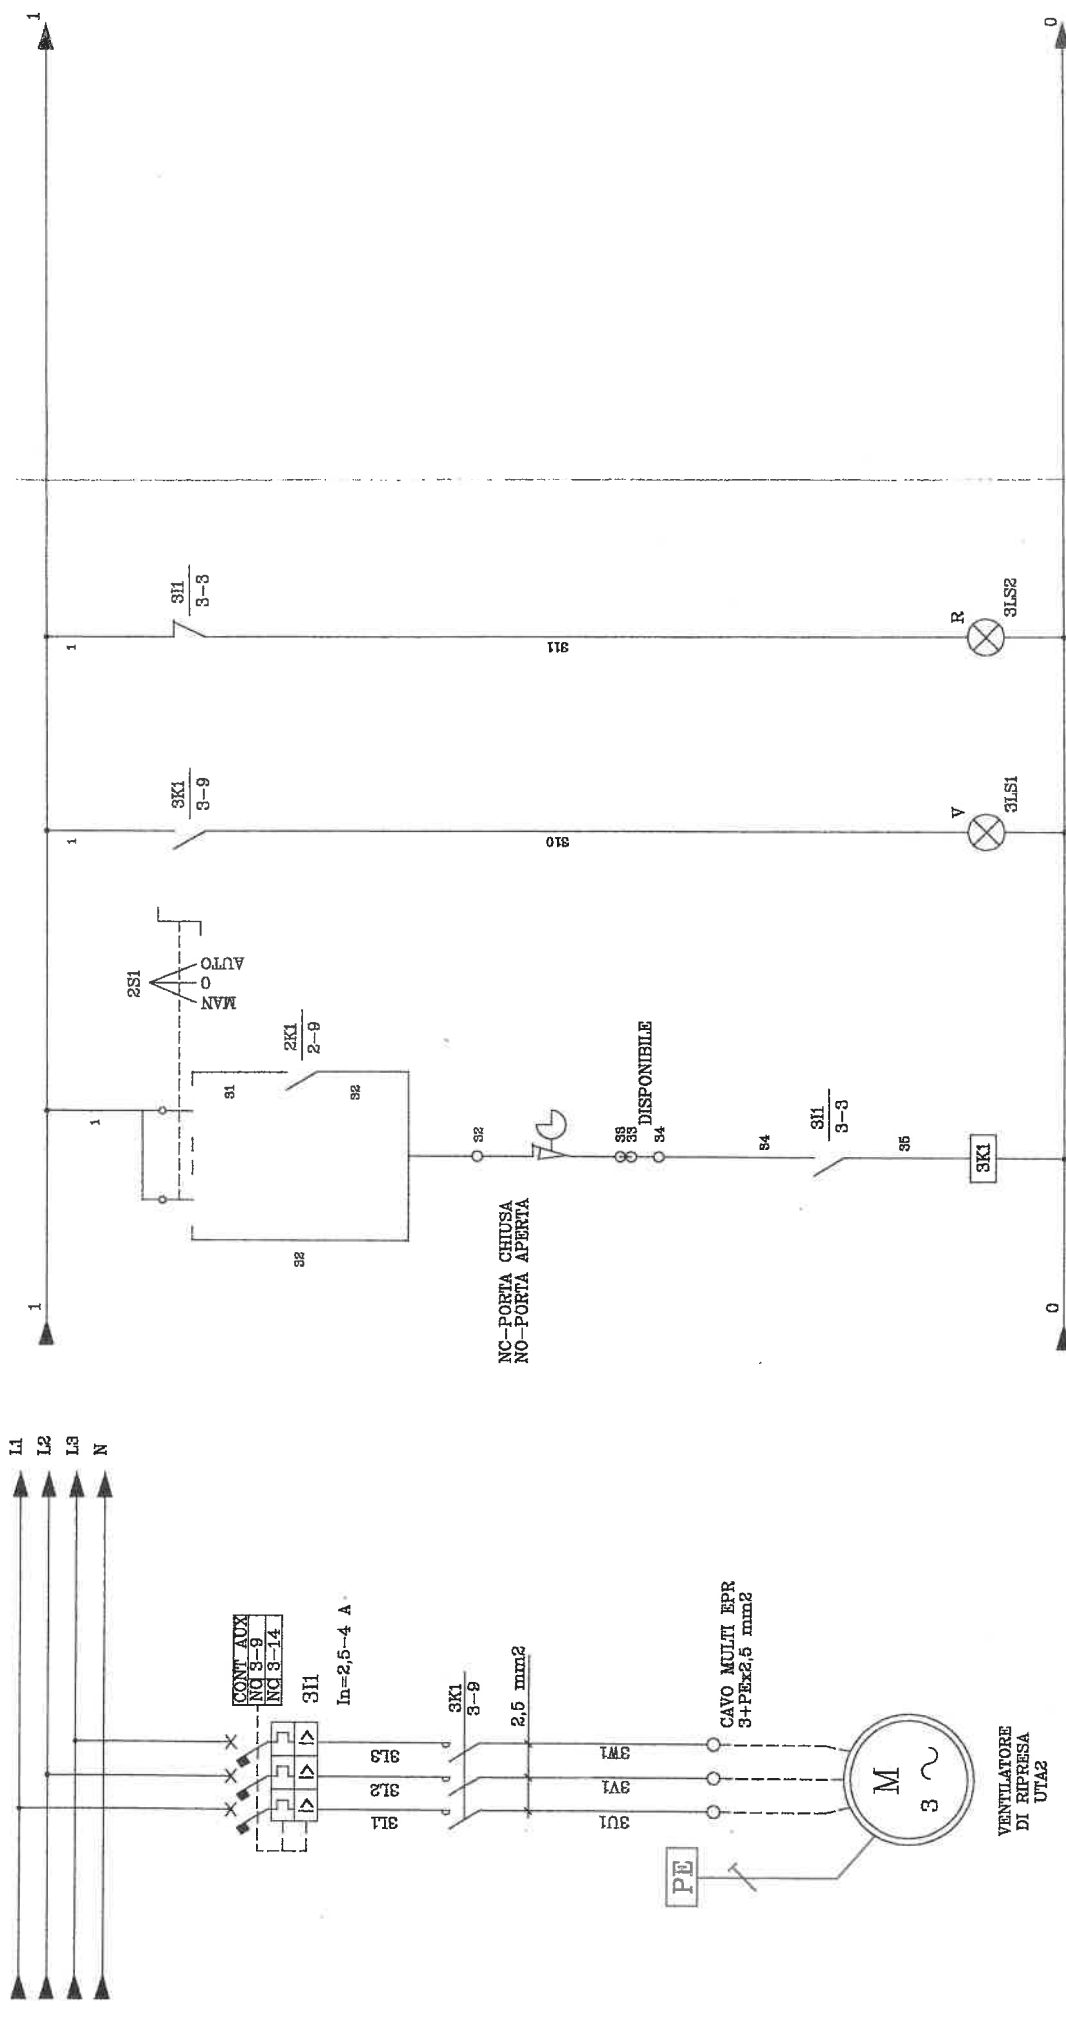 L1
L2
L3
N
CONT AUX
NO 3-9
NC 3-14
3I1
In=2,5-4 A
3L1
3L2
3L3
3K1
3-9
2,5 mm2
3U1
3V1
3W1
CAVO MULTI EPR
3+PEx2,5 mm2
PE
M
3
VENTILATORE
DI RIPRESA
UTA2
1
1
1
2S1
MAN
0
AUTO
31
2K1
2-9
32
32
32
NC-PORTA CHIUSA
NO-PORTA APERTA
33
33
34
DISPONIBILE
34
3I1
3-3
35
3K1
1
3K1
3-9
310
V
3LS1
1
3I1
3-3
311
R
3LS2
0
0